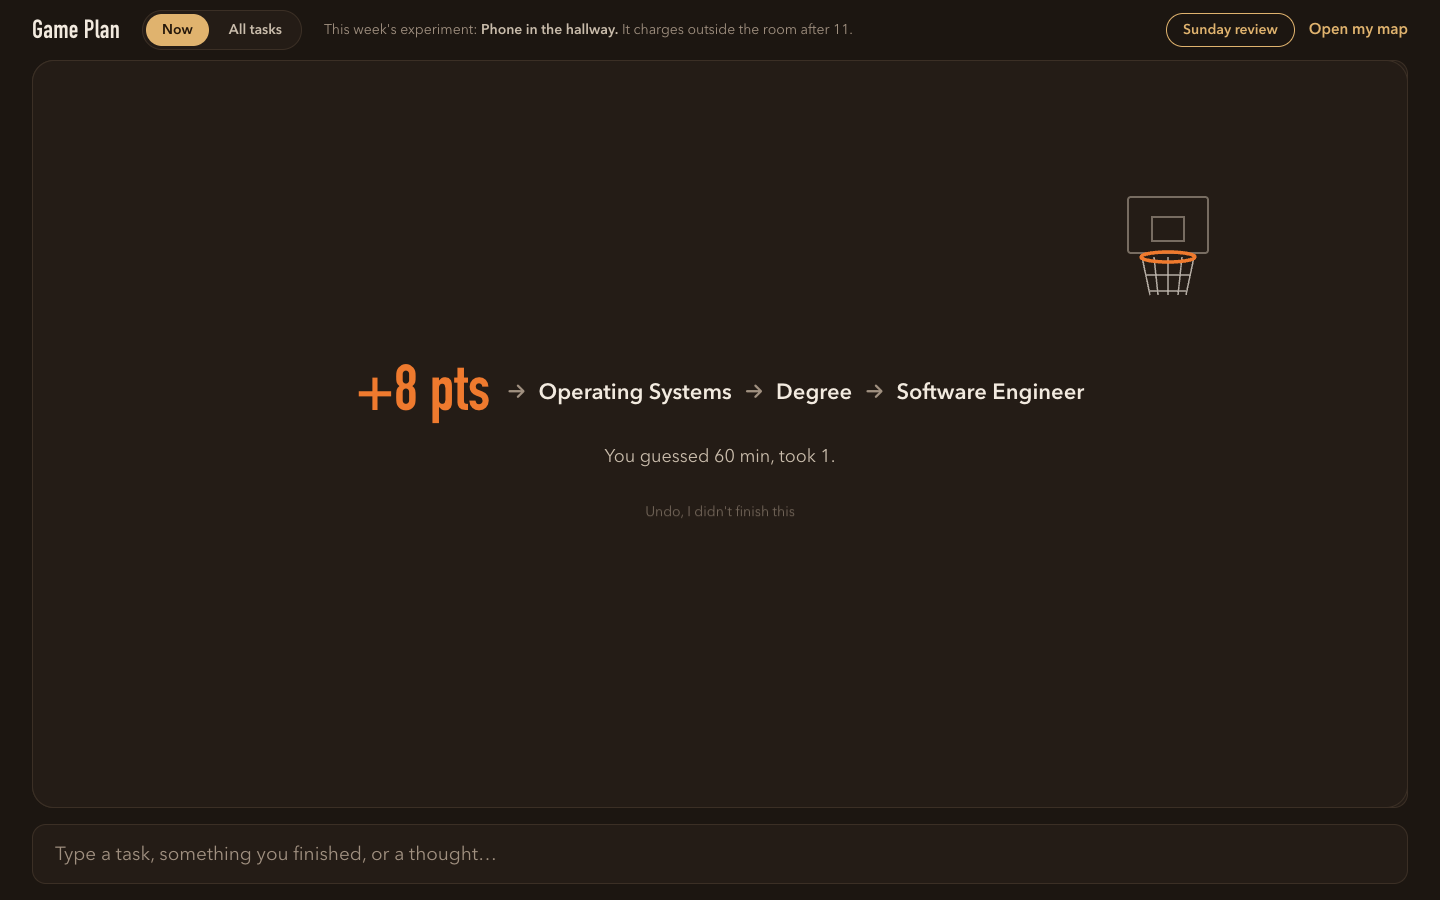 Game Plan
Now
All tasks
This week's experiment: Phone in the hallway. It charges outside the room after 11.
Sunday review
Open my map
+8 pts → Operating Systems → Degree → Software Engineer
You guessed 60 min, took 1.
Undo, I didn't finish this
Type a task, something you finished, or a thought…